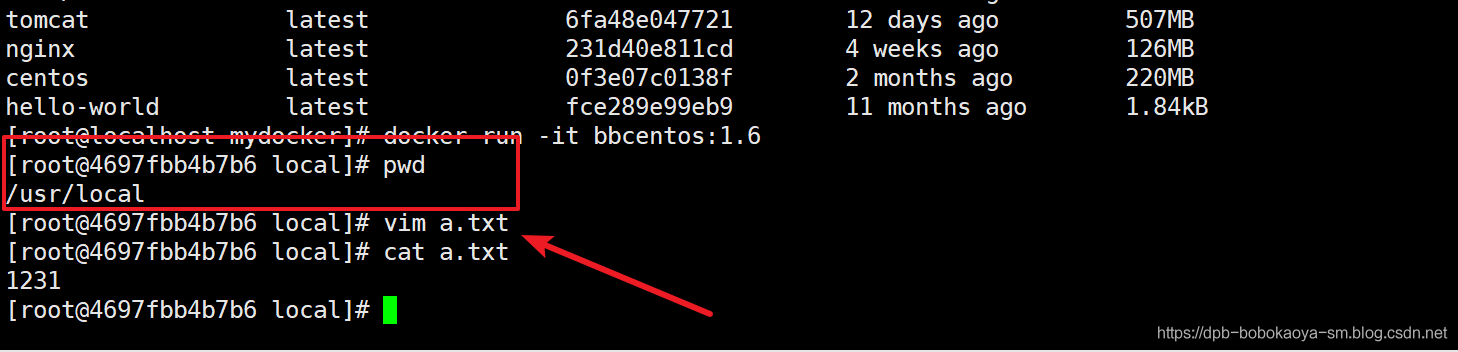 tomcat latest 6fa48e047721 12 days ago 507MB
nginx latest 231d40e811cd 4 weeks ago 126MB
centos latest 0f3e07c0138f 2 months ago 220MB
hello-world latest fce289e99eb9 11 months ago 1.84kB
[root@localhost mydocker]# docker run -it bbcentos:1.6
[root@4697fbb4b7b6 local]# pwd
/usr/local
[root@4697fbb4b7b6 local]# vim a.txt
[root@4697fbb4b7b6 local]# cat a.txt
1231
[root@4697fbb4b7b6 local]#
https://dpb-bobokaoya-sm.blog.csdn.net